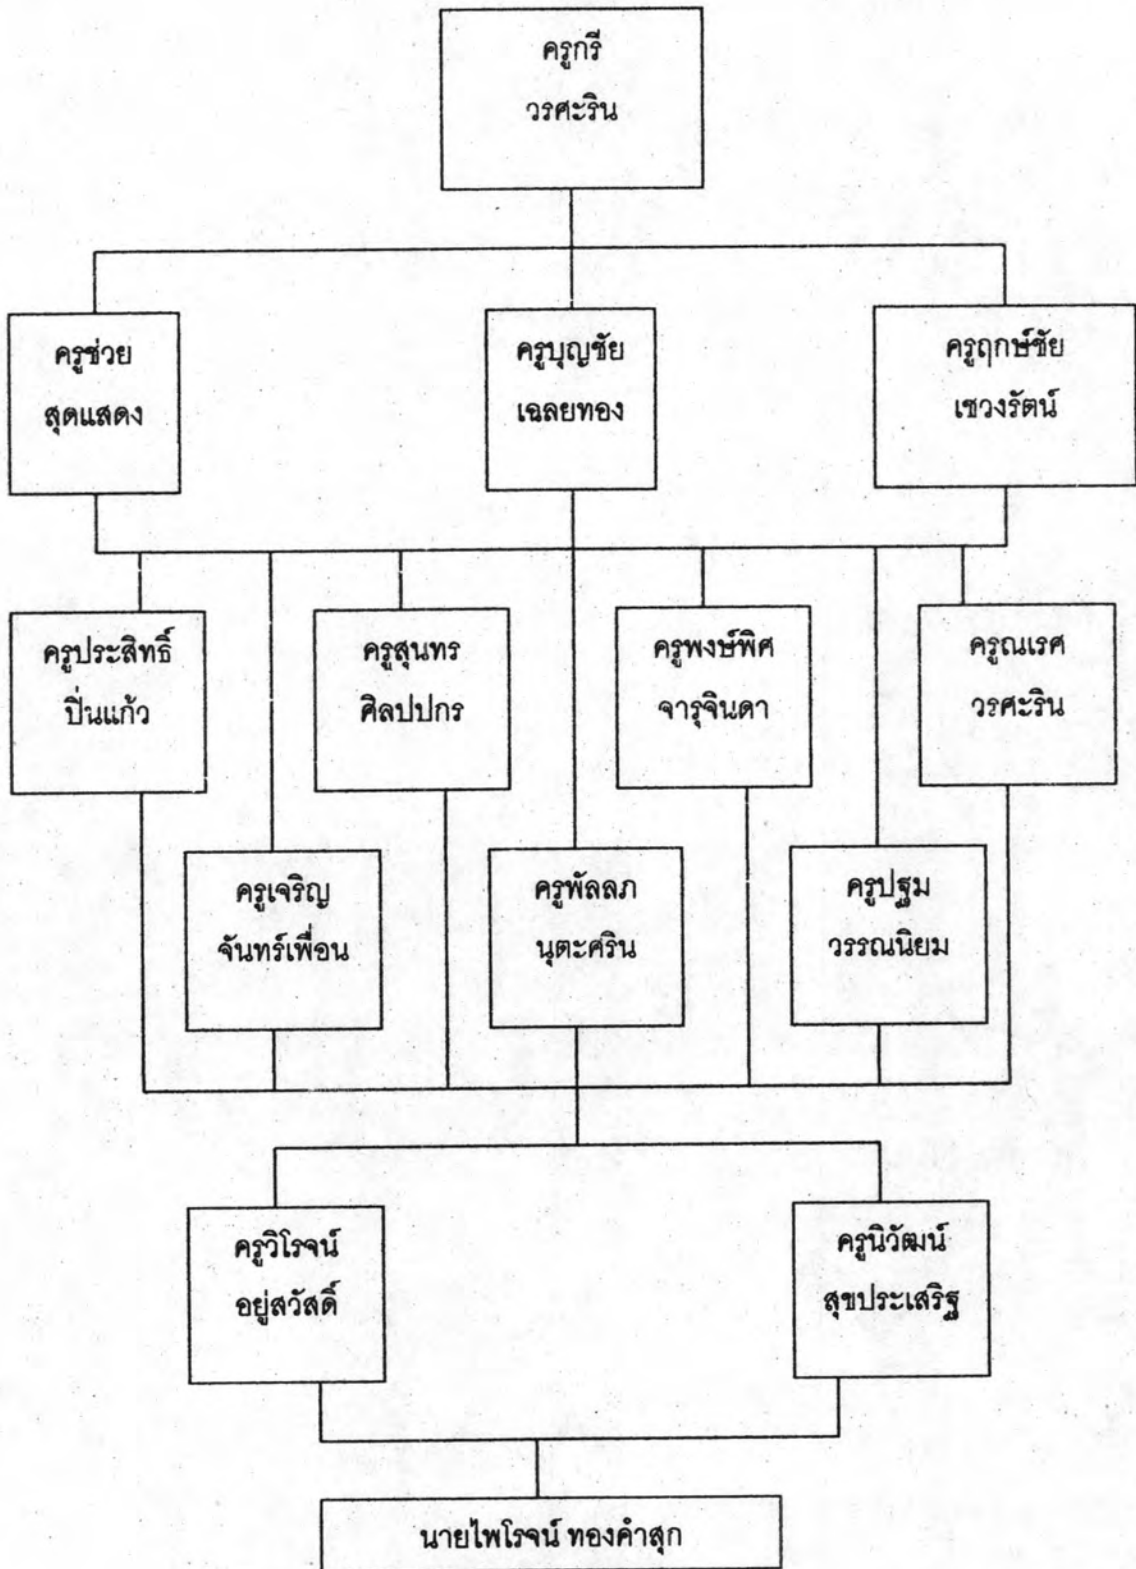 ครูกรี
วรศะริน
ครูช่วย
สุดแสดง
ครูบุญชัย
เฉลยทอง
ครูฤกษ์ชัย
เชวงรัตน์
ครูประสิทธิ์
ปิ่นแก้ว
ครูสุนทร
ศิลปปกร
ครูพงษ์พิศ
จารุจินดา
ครูณเรศ
วรศะริน
ครูเจริญ
จันทร์เพื่อน
ครูพัลลภ
นุตะศริน
ครูปฐม
วรรณนิยม
ครูวิโรจน์
อยู่สวัสดิ์
ครูนิวัฒน์
สุขประเสริฐ
นายไพโรจน์ ทองคำสุก